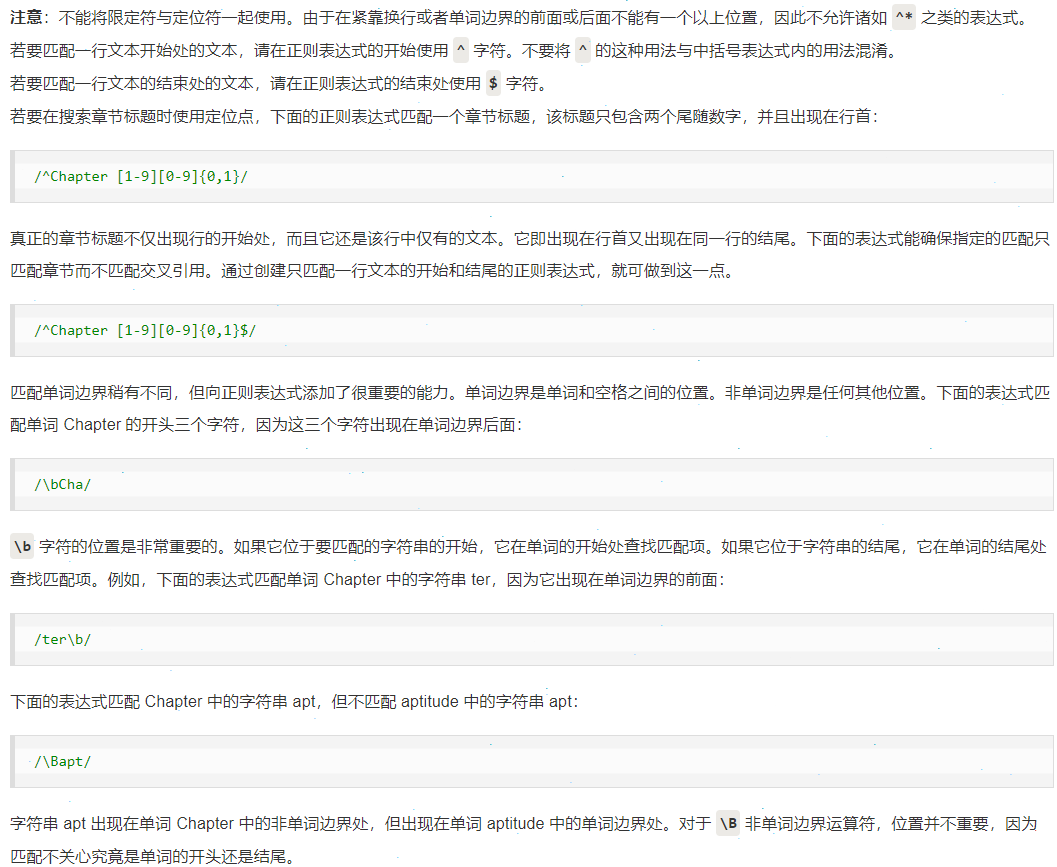 注意：不能将限定符与定位符一起使用。由于在紧靠换行或者单词边界的前面或后面不能有一个以上位置，因此不允许诸如 ^* 之类的表达式。
若要匹配一行文本开始处的文本，请在正则表达式的开始使用 ^ 字符。不要将 ^ 的这种用法与中括号表达式内的用法混淆。
若要匹配一行文本的结束处的文本，请在正则表达式的结束处使用 $ 字符。
若要在搜索章节标题时使用定位点，下面的正则表达式匹配一个章节标题，该标题只包含两个尾随数字，并且出现在行首：
/^Chapter [1-9][0-9]{0,1}/
真正的章节标题不仅出现行的开始处，而且它还是该行中仅有的文本。它即出现在行首又出现在同一行的结尾。下面的表达式能确保指定的匹配只
匹配章节而不匹配交叉引用。通过创建只匹配一行文本的开始和结尾的正则表达式，就可做到这一点。
/^Chapter [1-9][0-9]{0,1}$/
匹配单词边界稍有不同，但向正则表达式添加了很重要的能力。单词边界是单词和空格之间的位置。非单词边界是任何其他位置。下面的表达式匹
配单词 Chapter 的开头三个字符，因为这三个字符出现在单词边界后面：
/\bCha/
\b 字符的位置是非常重要的。如果它位于要匹配的字符串的开始，它在单词的开始处查找匹配项。如果它位于字符串的结尾，它在单词的结尾处
查找匹配项。例如，下面的表达式匹配单词 Chapter 中的字符串 ter，因为它出现在单词边界的前面：
/ter\b/
下面的表达式匹配 Chapter 中的字符串 apt，但不匹配 aptitude 中的字符串 apt：
/\Bapt/
字符串 apt 出现在单词 Chapter 中的非单词边界处，但出现在单词 aptitude 中的单词边界处。对于 \B 非单词边界运算符，位置并不重要，因为
匹配不关心究竟是单词的开头还是结尾。